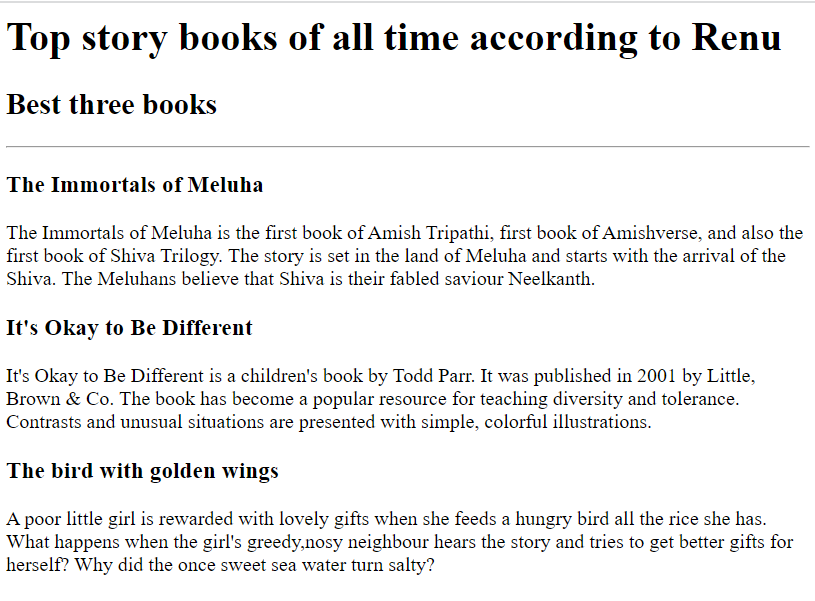 Top story books of all time according to Renu
Best three books
The Immortals of Meluha
The Immortals of Meluha is the first book of Amish Tripathi, first book of Amishverse, and also the
first book of Shiva Trilogy. The story is set in the land of Meluha and starts with the arrival of the
Shiva. The Meluhans believe that Shiva is their fabled saviour Neelkanth.
It's Okay to Be Different
It's Okay to Be Different is a children's book by Todd Parr. It was published in 2001 by Little,
Brown & Co. The book has become a popular resource for teaching diversity and tolerance.
Contrasts and unusual situations are presented with simple, colorful illustrations.
The bird with golden wings
A poor little girl is rewarded with lovely gifts when she feeds a hungry bird all the rice she has.
What happens when the girl's greedy,nosy neighbour hears the story and tries to get better gifts for
herself? Why did the once sweet sea water turn salty?